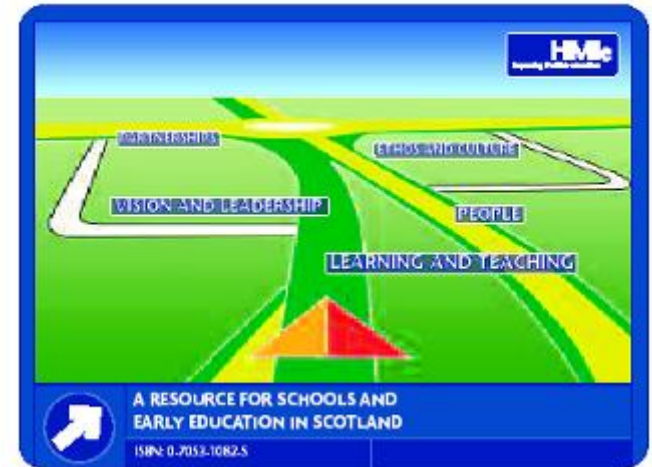 HMIe
PARTNERSHIPS
ETHOS AND CULTURE
VISION AND LEADERSHIP
PEOPLE
LEARNING AND TEACHING
A RESOURCE FOR SCHOOLS AND
EARLY EDUCATION IN SCOTLAND
ISBN: 0-7053-1082-5